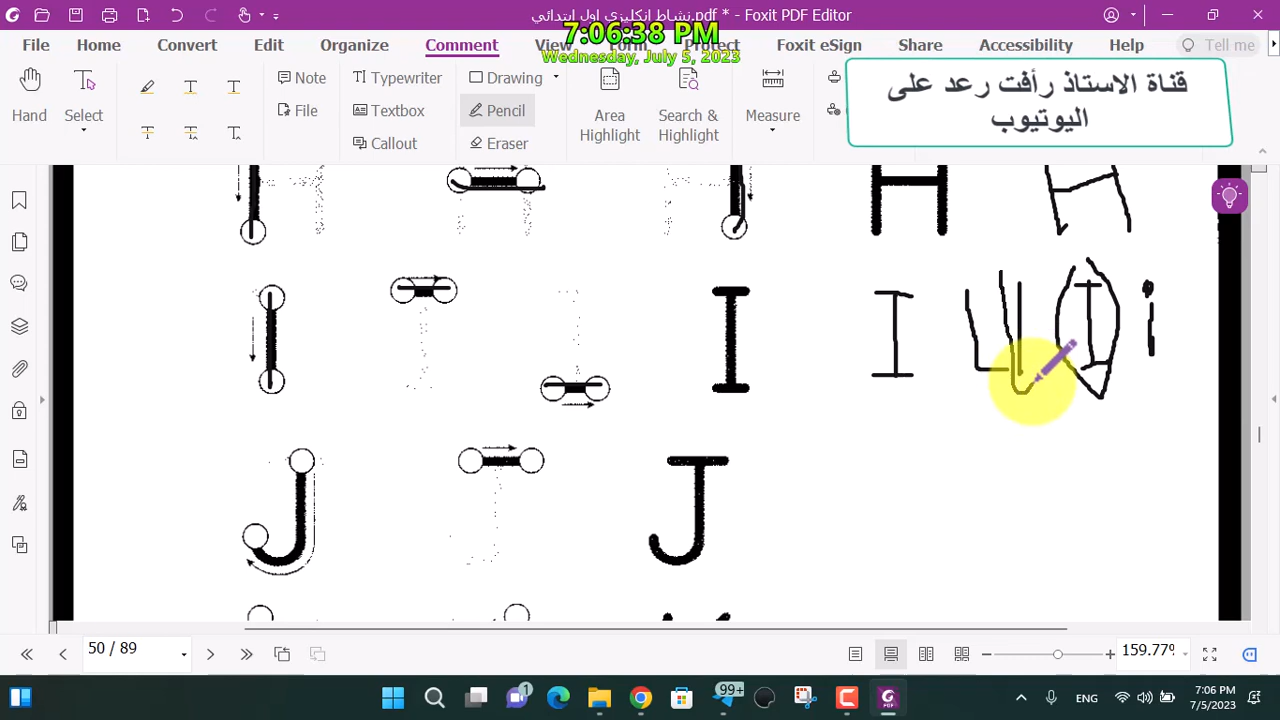 نشاط انكليزي اول ابتدائي.pdf * - Foxit PDF Editor
7:06:38 PM
Wednesday, July 5, 2023
File Home Convert Edit Organize Comment View Form Protect Foxit eSign Share Accessibility Help Tell me
Hand
Select
Note
File
Typewriter
Textbox
Callout
Drawing
Pencil
Eraser
Area Highlight
Search & Highlight
Measure
قناة الاستاذ رأفت رعد على
اليوتيوب
H H
I I I i
J J
50 / 89
159.77%
1
99+
ENG
7:06 PM
7/5/2023